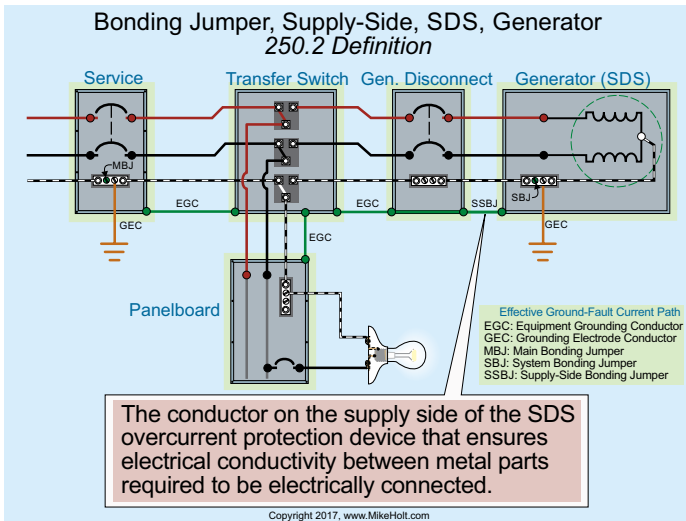 Bonding Jumper, Supply-Side, SDS, Generator
250.2 Definition
Service
Transfer Switch
Gen. Disconnect
Generator (SDS)
MBJ
SBJ
EGC
EGC
SSBJ
GEC
EGC
GEC
Panelboard
Effective Ground-Fault Current Path
EGC: Equipment Grounding Conductor
GEC: Grounding Electrode Conductor
MBJ: Main Bonding Jumper
SBJ: System Bonding Jumper
SSBJ: Supply-Side Bonding Jumper
The conductor on the supply side of the SDS
overcurrent protection device that ensures
electrical conductivity between metal parts
required to be electrically connected.
Copyright 2017, www.MikeHolt.com